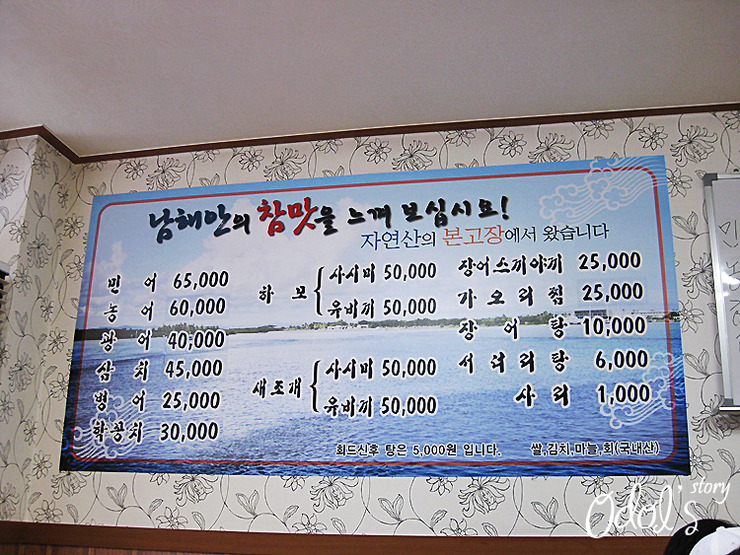 남해안의 참맛을 느껴 보십시요!
자연산의 본고장에서 왔습니다
민 어 65,000
농 어 60,000
광 어 40,000
삼 치 45,000
병 어 25,000
학꽁치 30,000
하 모 사시미 50,000
유비끼 50,000
새조개 사시미 50,000
유비끼 50,000
장어스끼야끼 25,000
가오리찜 25,000
장 어 탕 10,000
서더리탕 6,000
사 리 1,000
회드신후 탕은 5,000원 입니다.
쌀,김치,마늘,회(국내산)
Odol's story